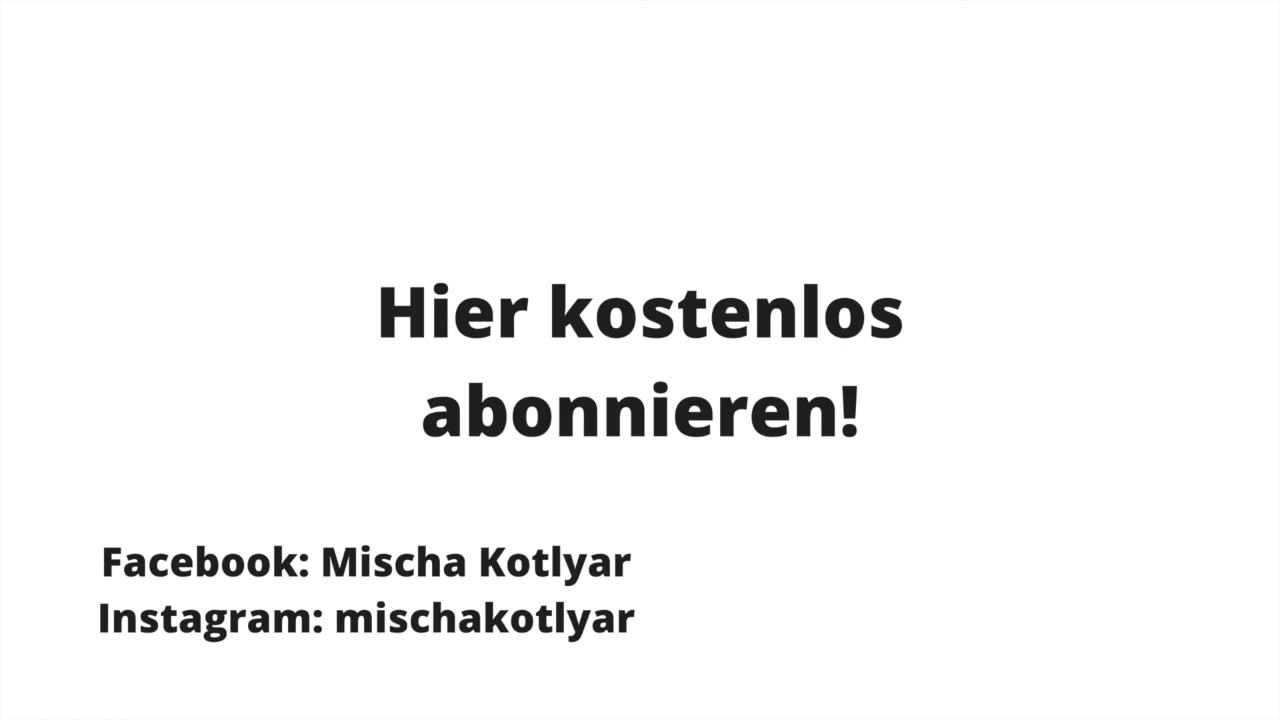 Hier kostenlos
abonnieren!
Facebook: Mischa Kotlyar
Instagram: mischakotlyar